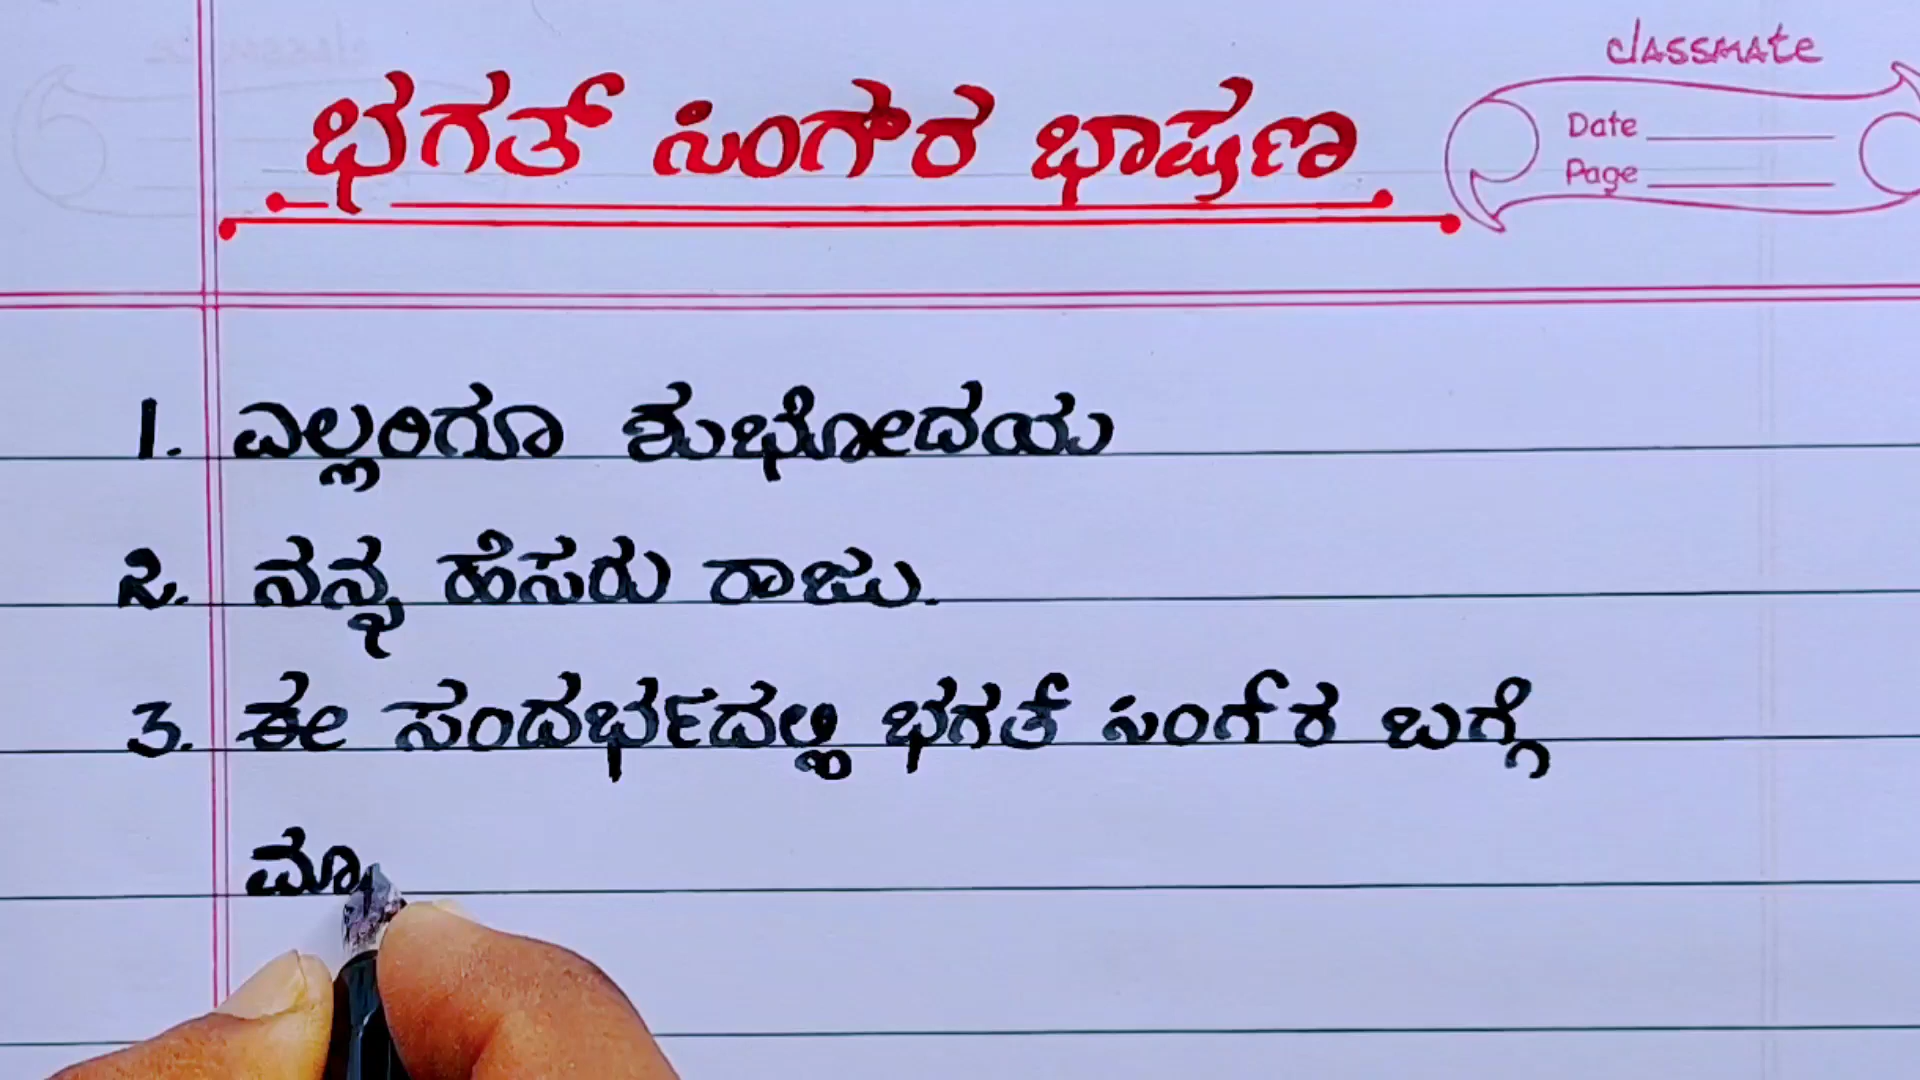 classmate
ಭಗತ್ ಸಿಂಗ್‌ರ ಭಾಷಣ
Date
Page
1. ಎಲ್ಲರಿಗೂ ಶುಭೋದಯ
2. ನನ್ನ ಹೆಸರು ರಾಜು.
3. ಈ ಸಂದರ್ಭದಲ್ಲಿ ಭಗತ್ ಸಿಂಗ್‌ರ ಬಗ್ಗೆ